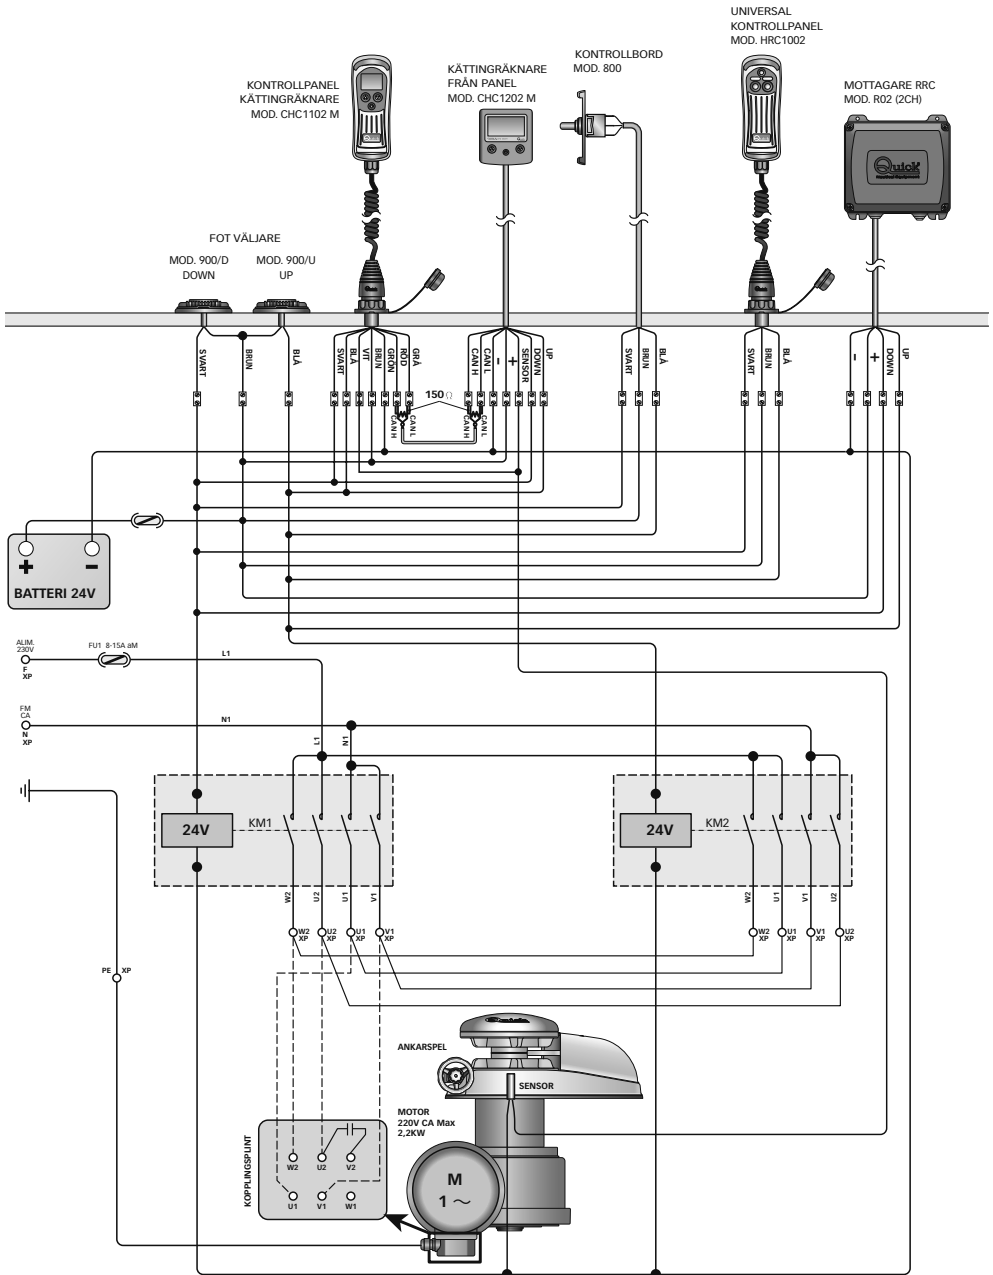 UNIVERSAL
KONTROLLPANEL
MOD. HRC1002
KONTROLLBORD
MOD. 800
KÄTTINGRÄKNARE
FRÅN PANEL
MOD. CHC1202 M
KONTROLLPANEL
KÄTTINGRÄKNARE
MOD. CHC1102 M
MOTTAGARE RRC
MOD. R02 (2CH)
Quick
FOT VÄLJARE
MOD. 900/D
DOWN
MOD. 900/U
UP
SVART
BRUN
BLÅ
SVART
BLÅ
VIT
BRUN
GRÖN
RÖD
GRÅ
CAN H
CAN L
-
+
SENSOR
DOWN
UP
SVART
BRUN
BLÅ
SVART
BRUN
BLÅ
-
+
DOWN
UP
150 Ω
CAN H
CAN L
CAN H
CAN L
+ -
BATTERI 24V
ALIM.
230V
F
XP
FU1 8-15A aM
L1
FM
CA
N
XP
N1
L1
N1
24V
KM1
24V
KM2
W2
U2
U1
V1
W2
U1
V1
U2
W2
XP
U2
XP
U1
XP
V1
XP
W2
XP
U1
XP
V1
XP
U2
XP
PE XP
ANKARSPEL
Quick
SENSOR
MOTOR
220V CA Max
2,2KW
KOPPLINGSPLINT
W2 U2 V2
U1 V1 W1
M
1 ~